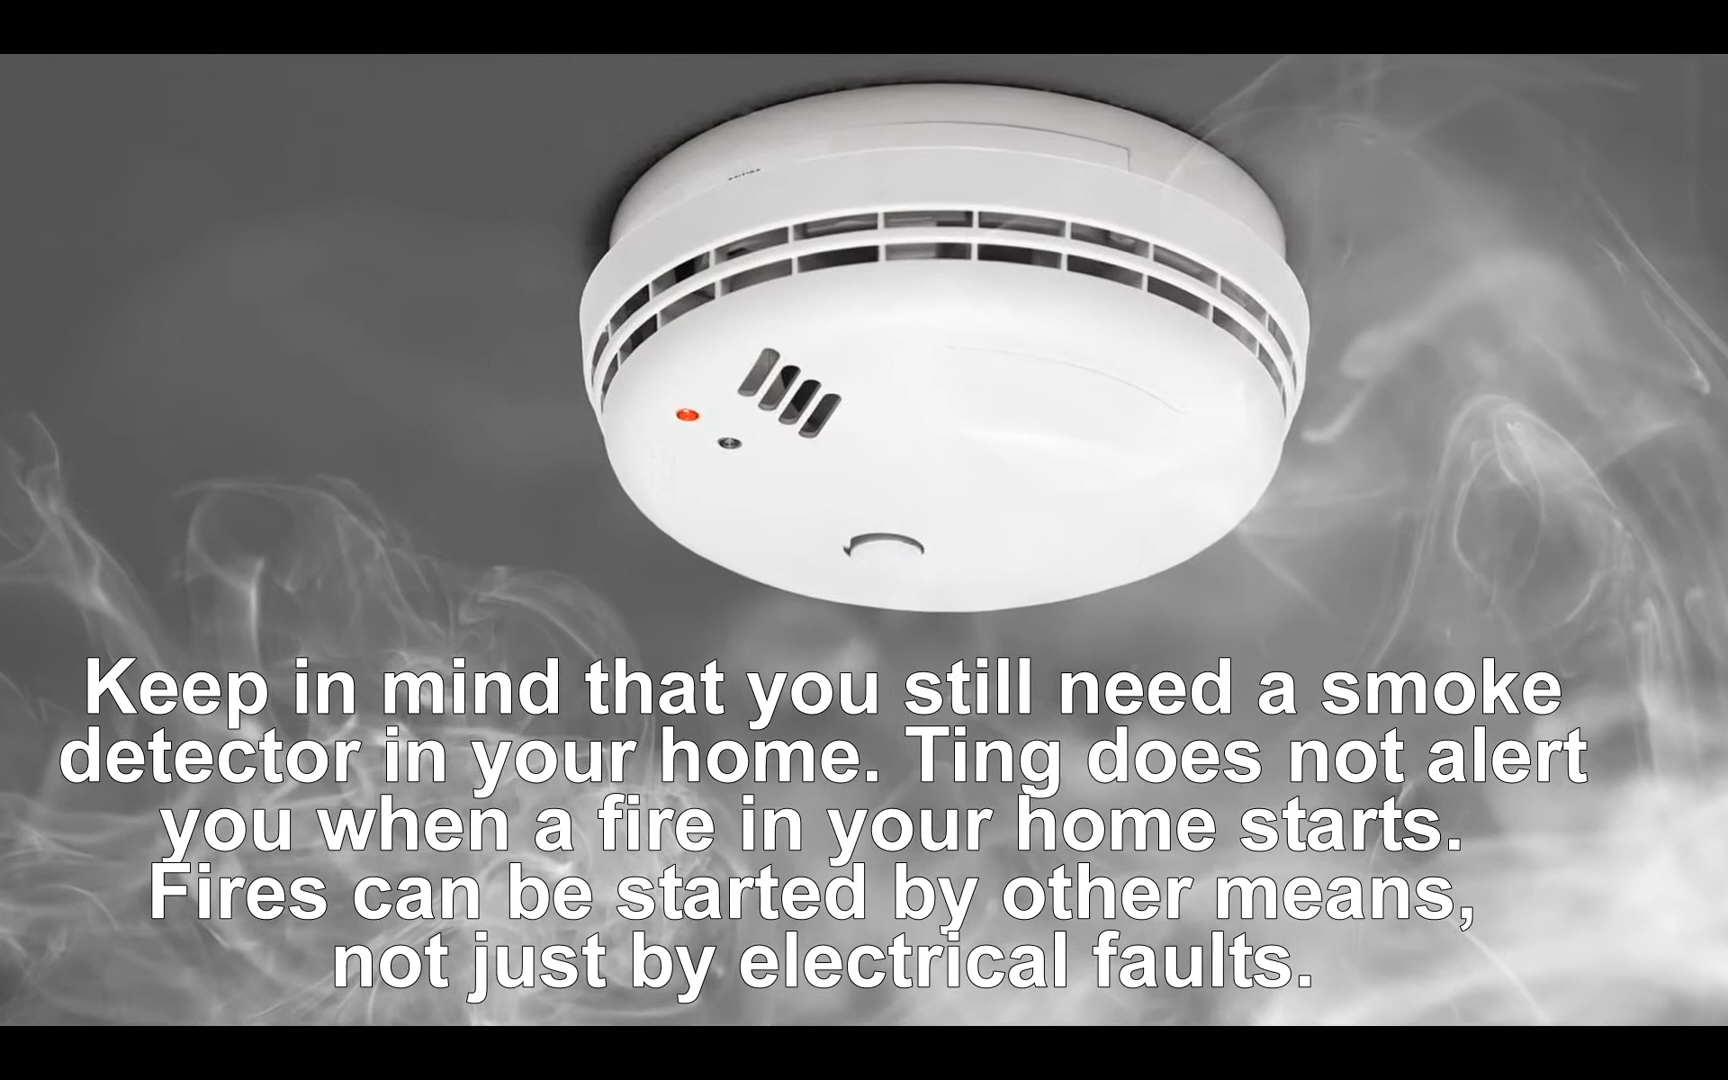 Keep in mind that you still need a smoke
detector in your home. Ting does not alert
you when a fire in your home starts.
Fires can be started by other means,
not just by electrical faults.